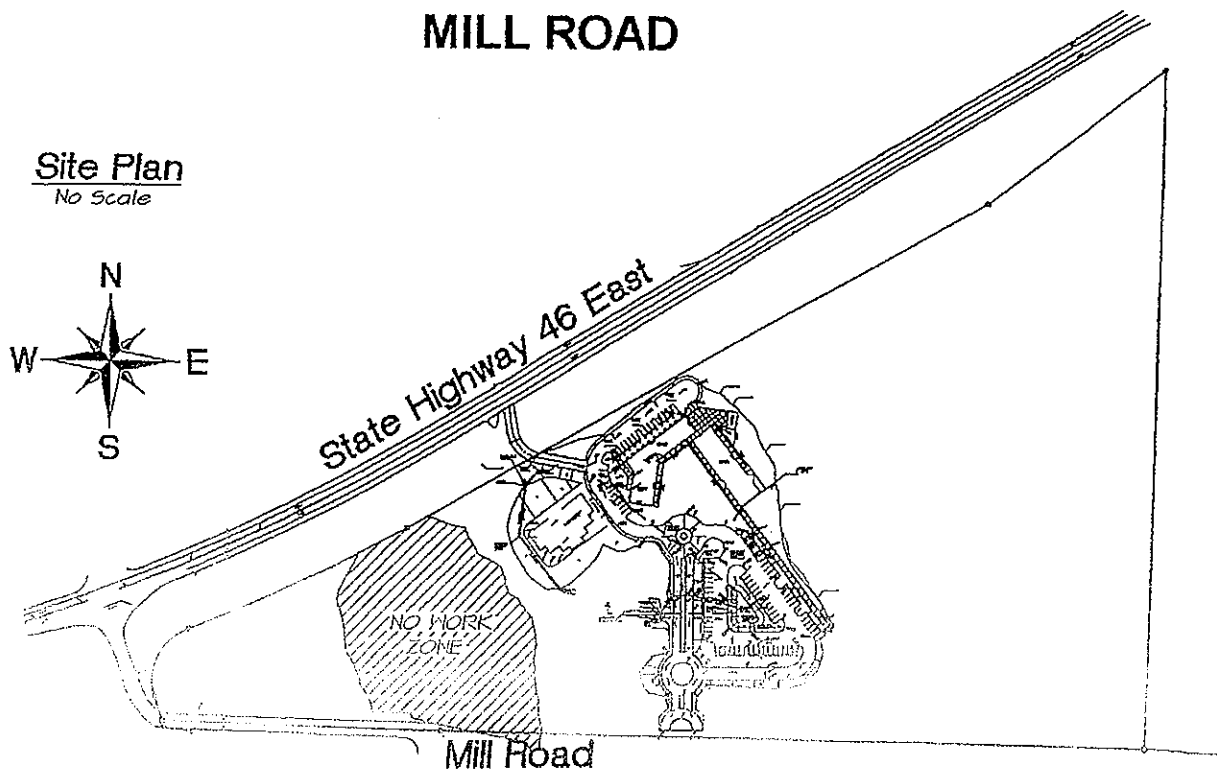 MILL ROAD
Site Plan
No Scale
N
W E
S
State Highway 46 East
NO WORK
ZONE
Mill Road